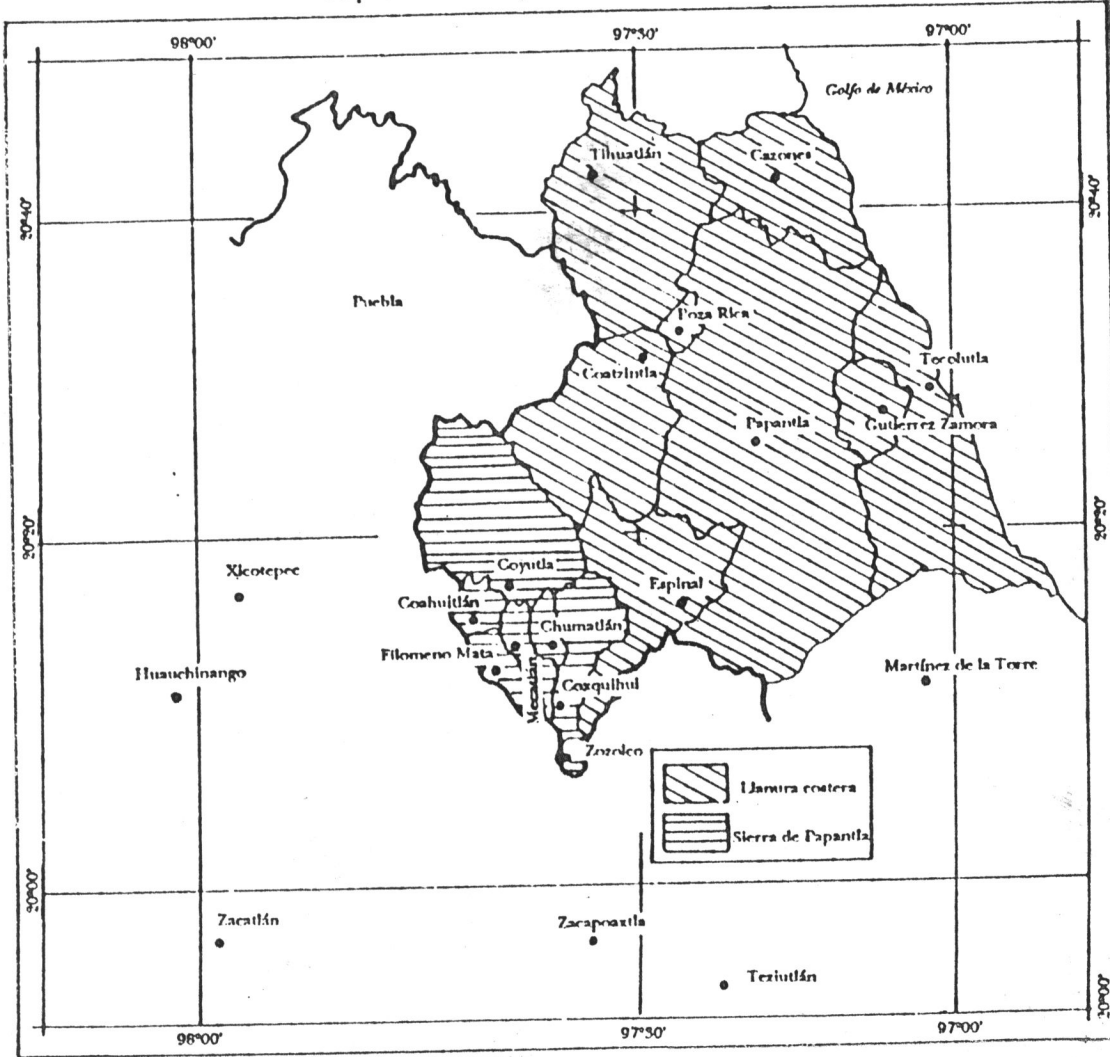 98°00'
97°30'
97°00'
Golfo de México
Tihuatlán
Cazones
20°40'
20°40'
Puebla
Poza Rica
Coatzintla
Tecolutla
Papantla
Gutiérrez Zamora
20°20'
20°20'
Xicotepec
Coyutla
Espinal
Coahuitlán
Chumatlán
Filomeno Mata
Mecatlán
Huauchinango
Martínez de la Torre
Coxquihui
Zozolco
Llanura costera
Sierra de Papantla
20°00'
Zacatlán
Zacapoaxtla
Teziutlán
20°00'
98°00'
97°30'
97°00'